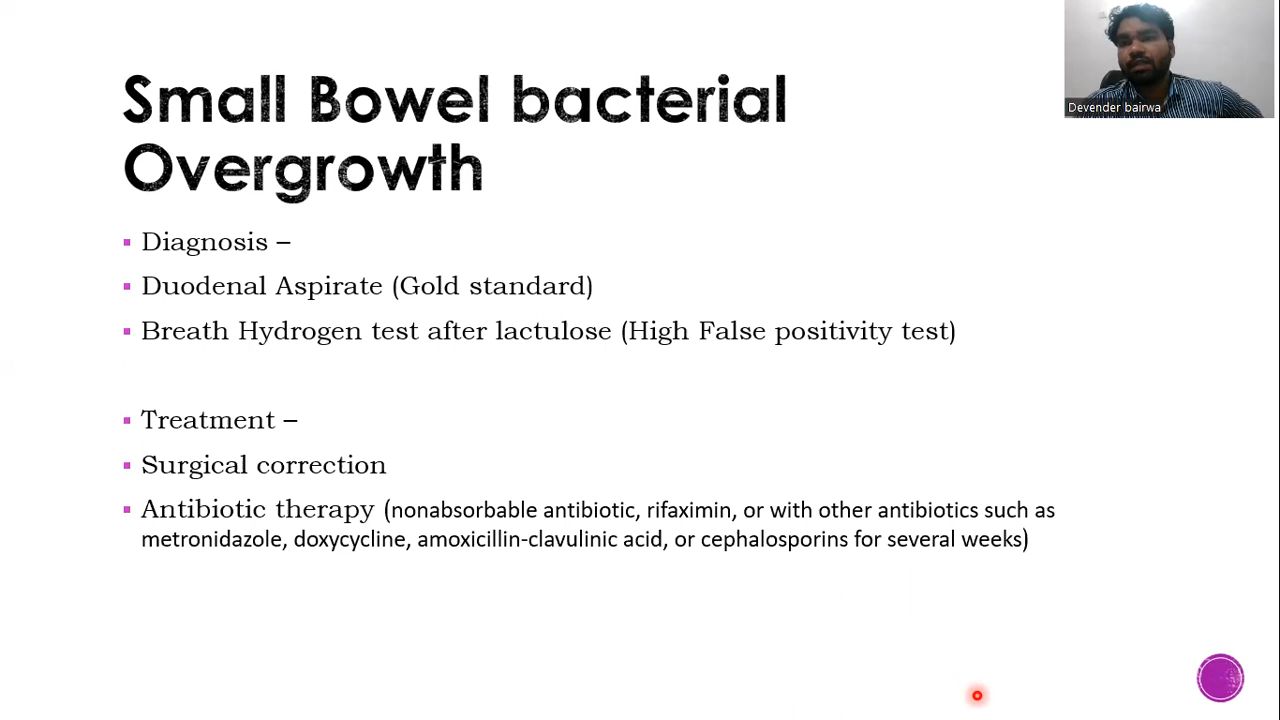 Small Bowel bacterial
Overgrowth
Devender bairwa
▪ Diagnosis –
▪ Duodenal Aspirate (Gold standard)
▪ Breath Hydrogen test after lactulose (High False positivity test)
▪ Treatment –
▪ Surgical correction
▪ Antibiotic therapy (nonabsorbable antibiotic, rifaximin, or with other antibiotics such as
metronidazole, doxycycline, amoxicillin-clavulinic acid, or cephalosporins for several weeks)